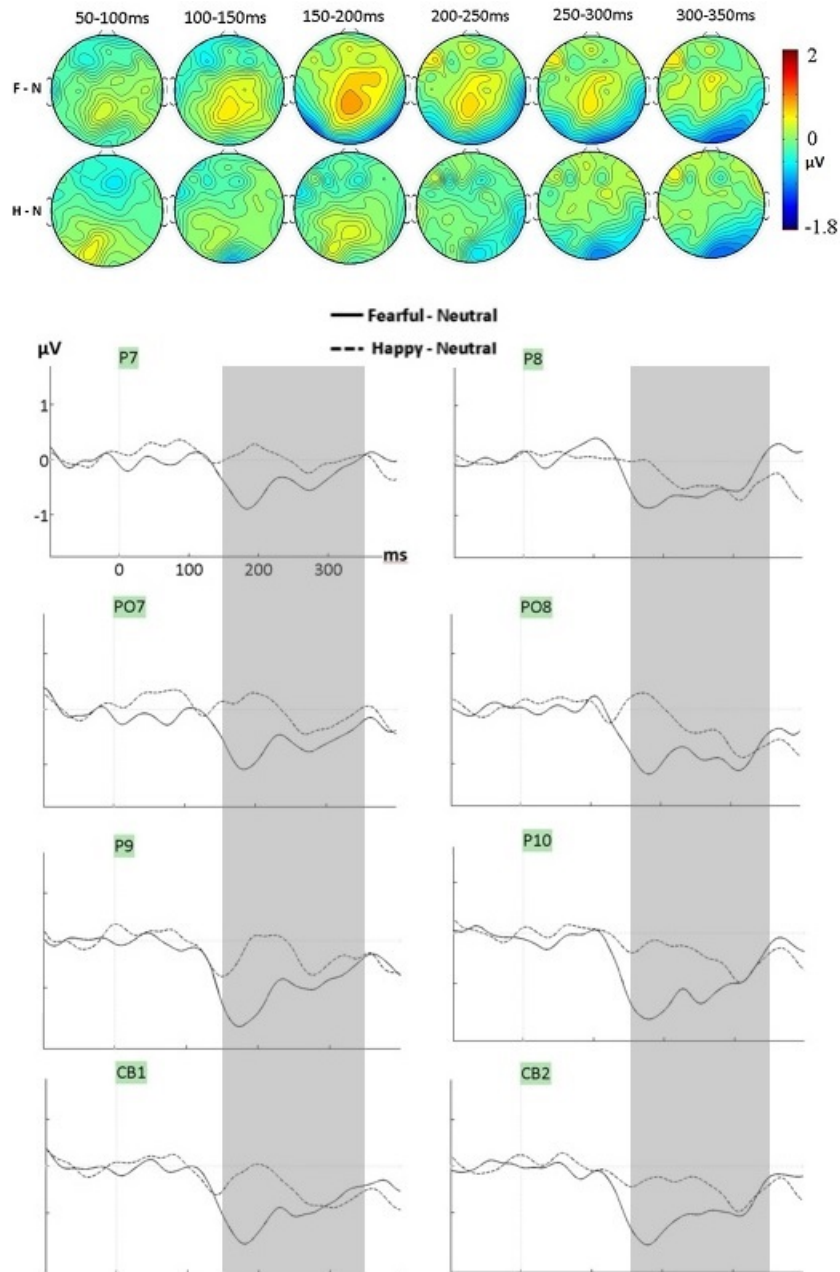 50-100ms 100-150ms 150-200ms 200-250ms 250-300ms 300-350ms
F - N
H - N
2
0
µV
-1.8
Fearful - Neutral
Happy - Neutral
µV
P7
P8
1
0
-1
ms
0 100 200 300
PO7
PO8
P9
P10
CB1
CB2